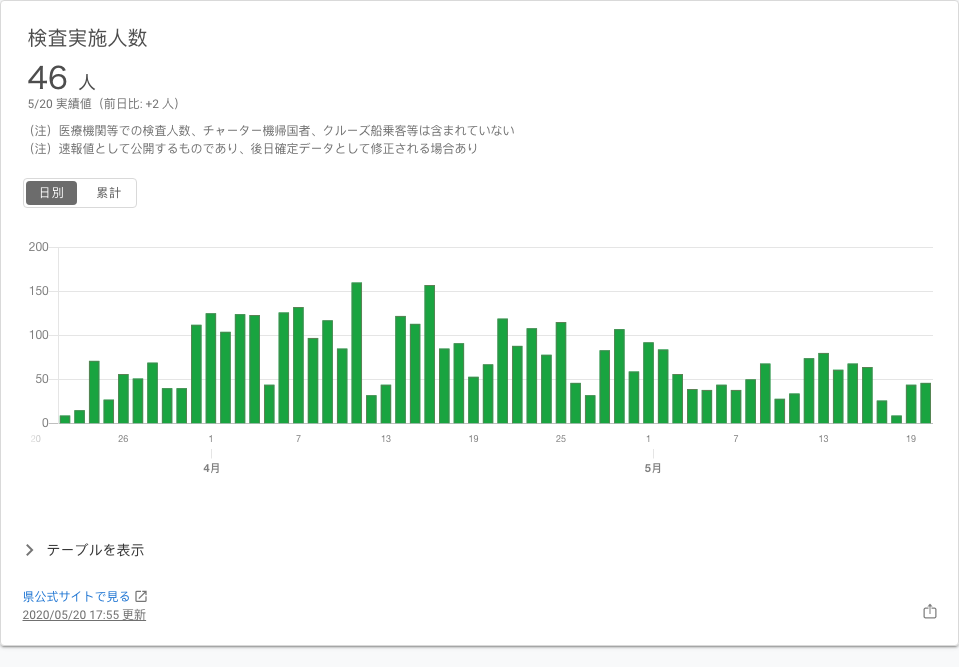 検査実施人数
46 人
5/20 実績値（前日比: +2 人）
（注）医療機関等での検査人数、チャーター機帰国者、クルーズ船乗客等は含まれていない
（注）速報値として公開するものであり、後日確定データとして修正される場合あり
日別 累計
200
150
100
50
0
20 26 1 7 13 19 25 1 7 13 19
4月 5月
テーブルを表示
県公式サイトで見る
2020/05/20 17:55 更新